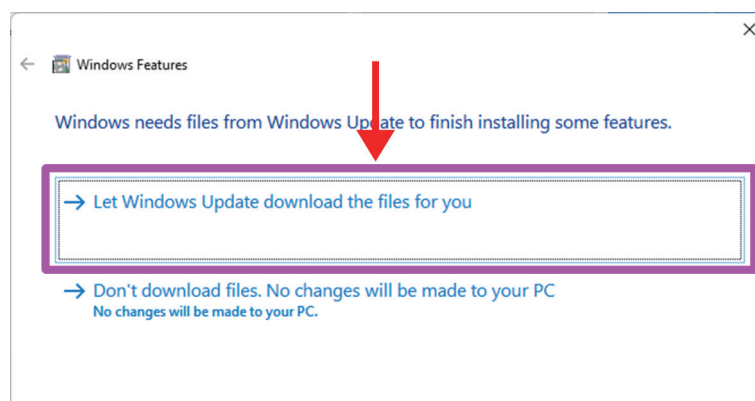 Windows Features
Windows needs files from Windows Update to finish installing some features.
Let Windows Update download the files for you
Don't download files. No changes will be made to your PC
No changes will be made to your PC.